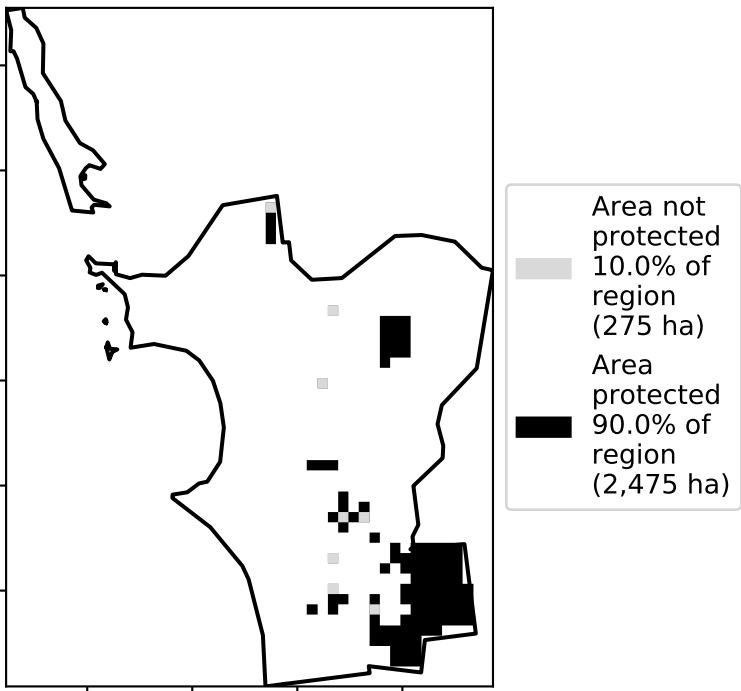 Area not
protected
10.0% of
region
(275 ha)
Area
protected
90.0% of
region
(2,475 ha)